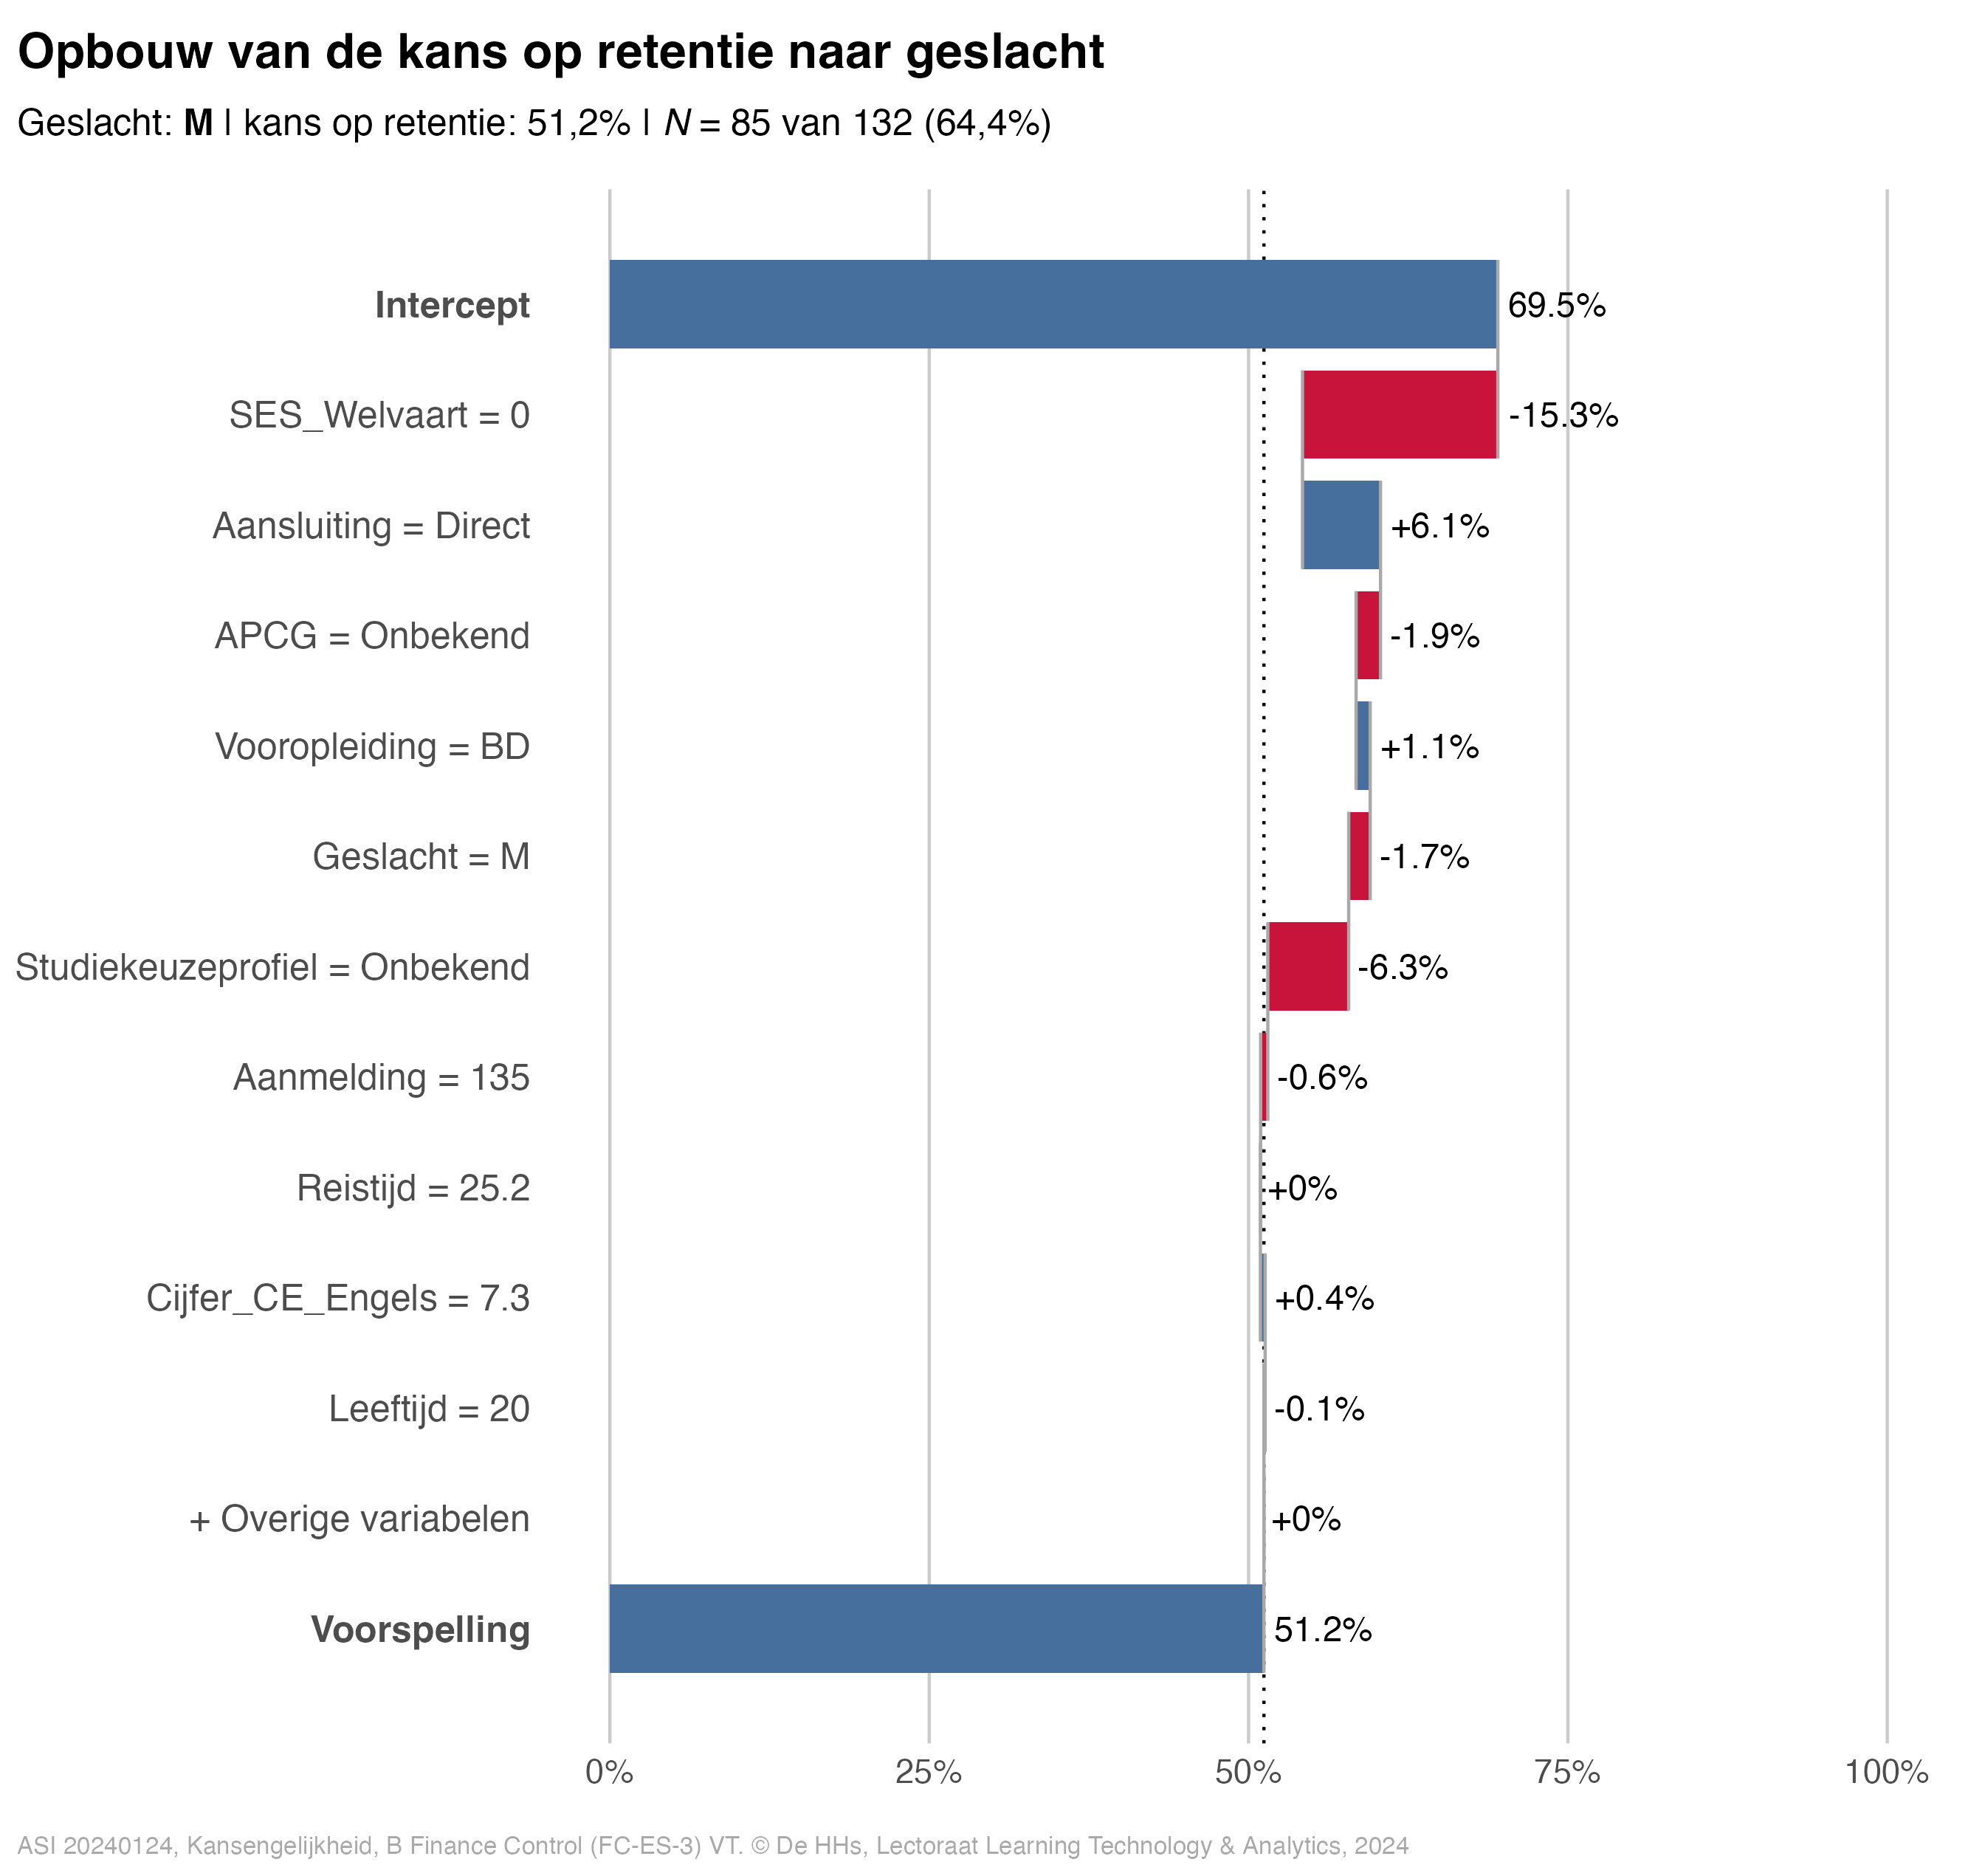 Opbouw van de kans op retentie naar geslacht
Geslacht: M | kans op retentie: 51,2% | N = 85 van 132 (64,4%)
Intercept 69.5%
SES_Welvaart = 0 -15.3%
Aansluiting = Direct +6.1%
APCG = Onbekend -1.9%
Vooropleiding = BD +1.1%
Geslacht = M -1.7%
Studiekeuzeprofiel = Onbekend -6.3%
Aanmelding = 135 -0.6%
Reistijd = 25.2 +0%
Cijfer_CE_Engels = 7.3 +0.4%
Leeftijd = 20 -0.1%
+ Overige variabelen +0%
Voorspelling 51.2%
0% 25% 50% 75% 100%
ASI 20240124, Kansengelijkheid, B Finance Control (FC-ES-3) VT. © De HHs, Lectoraat Learning Technology & Analytics, 2024